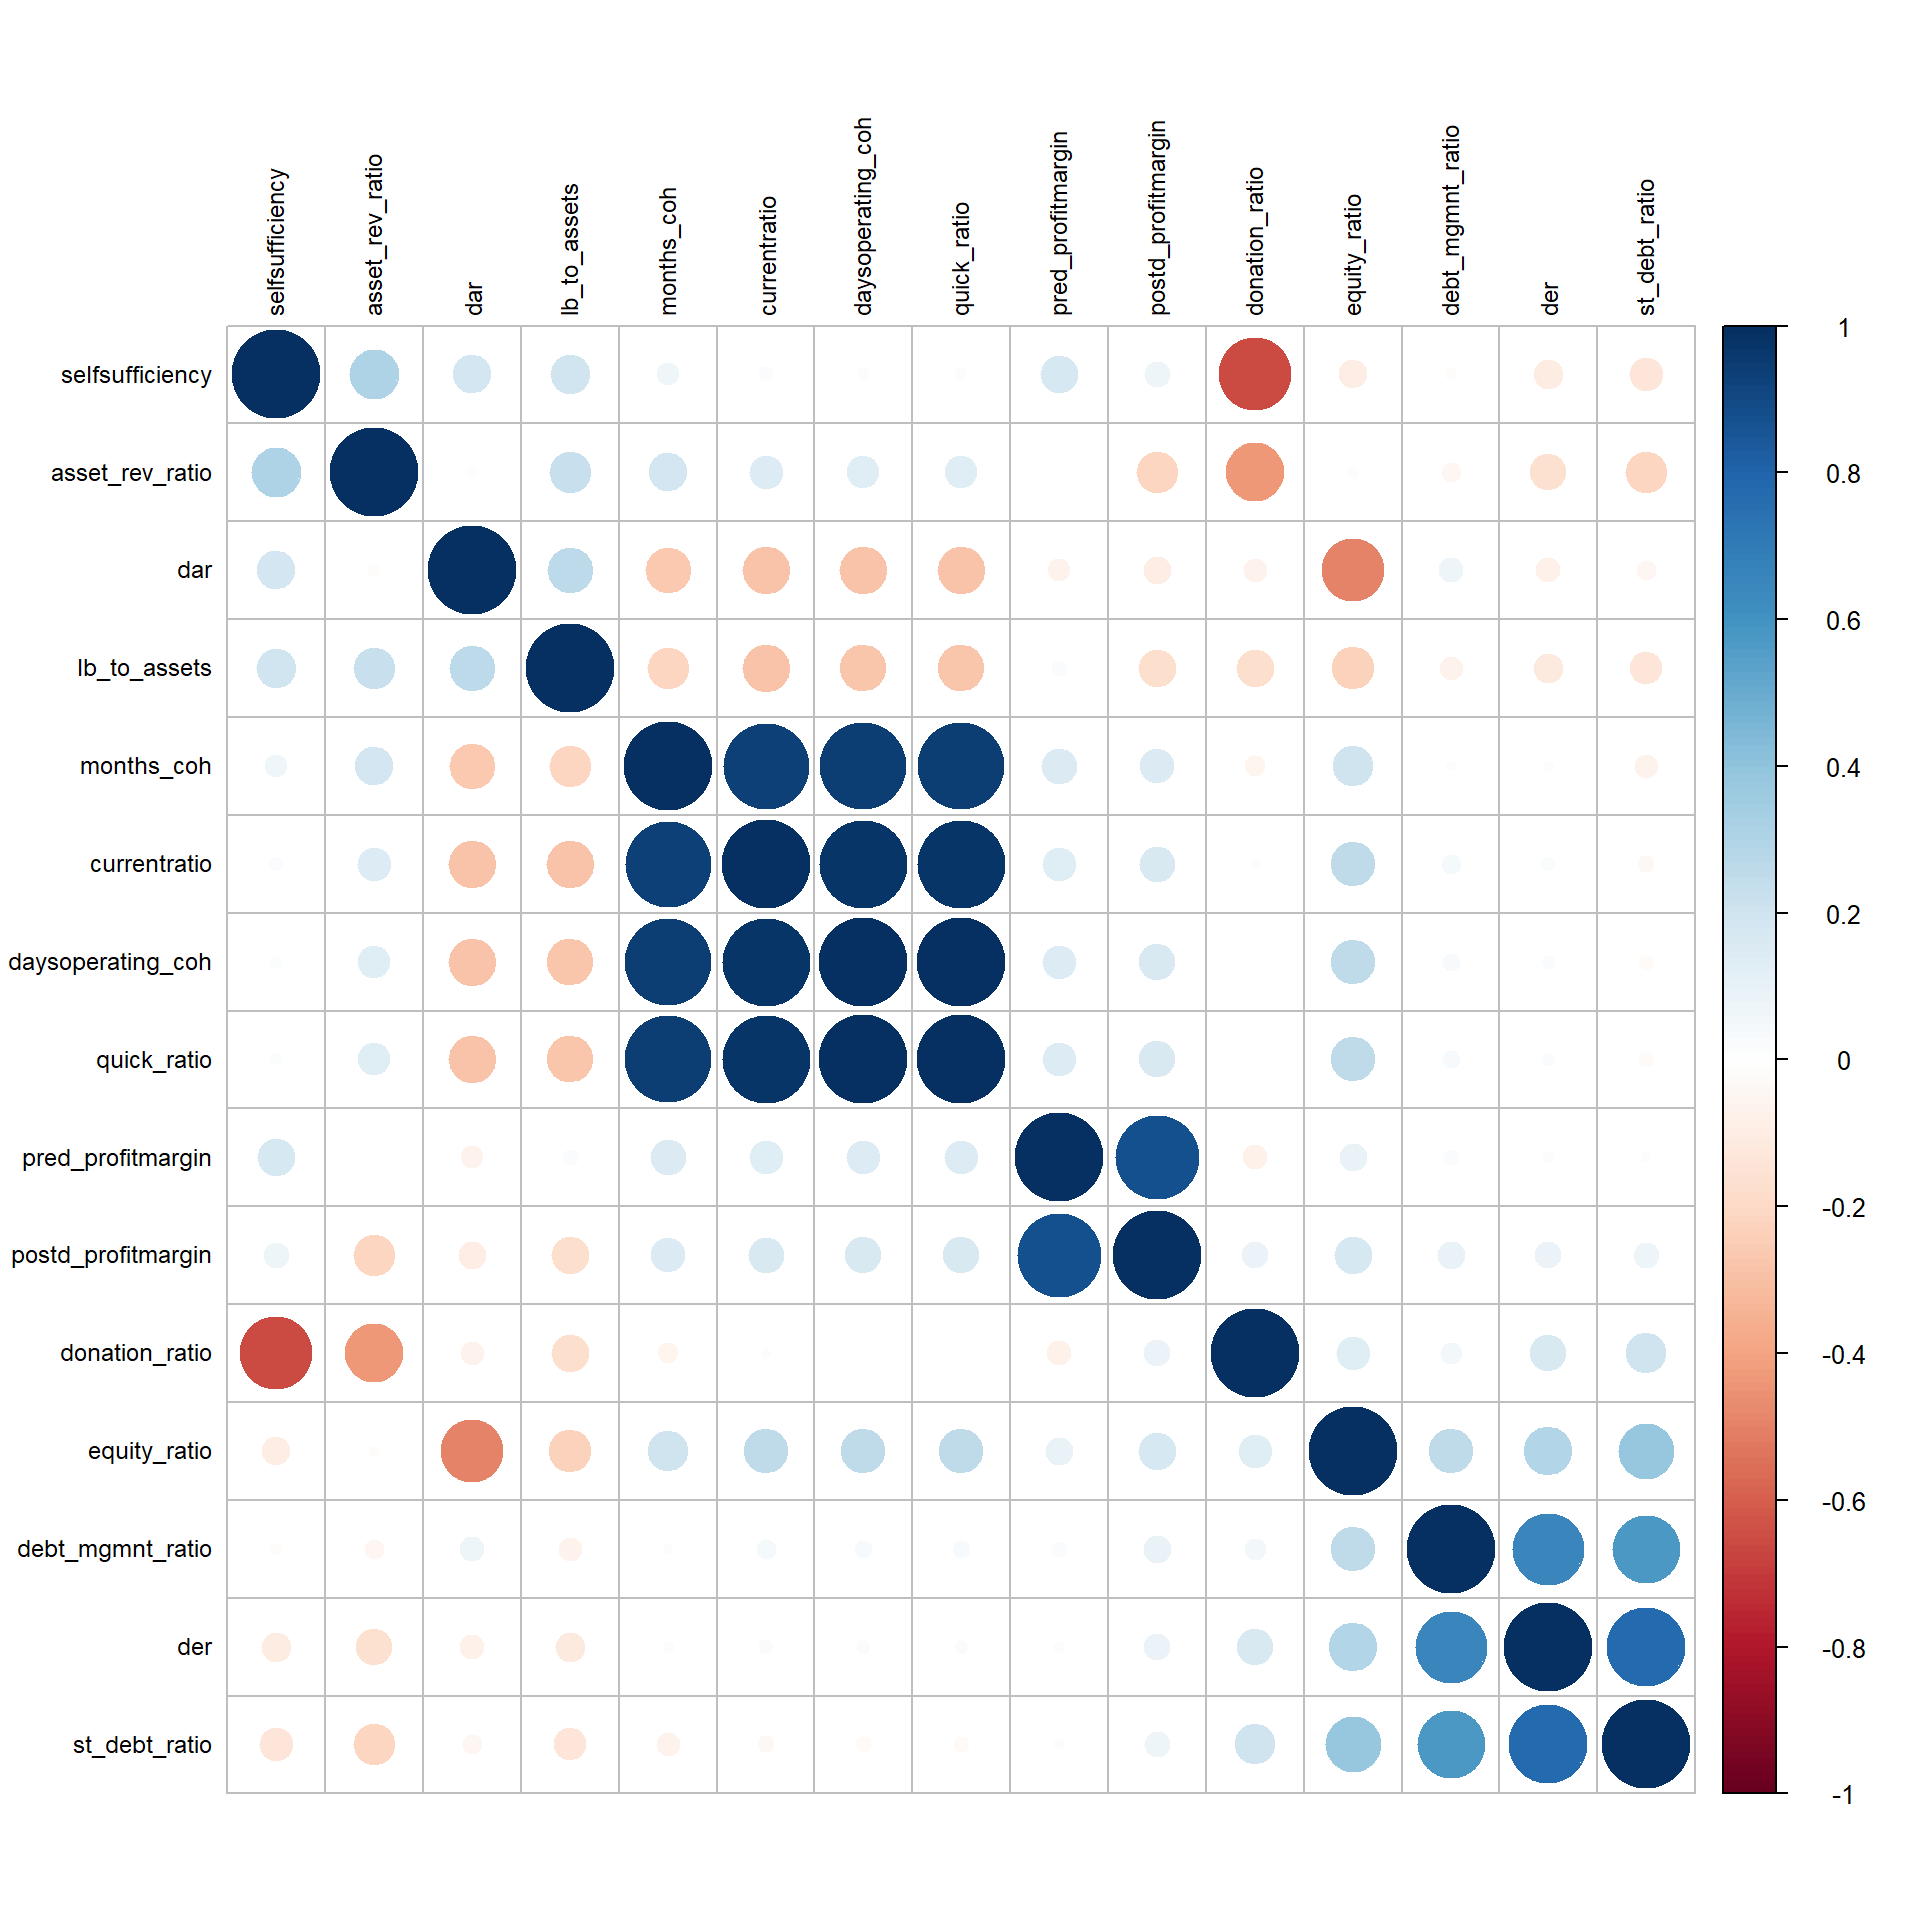 selfsufficiency
asset_rev_ratio
dar
lb_to_assets
months_coh
currentratio
daysoperating_coh
quick_ratio
pred_profitmargin
postd_profitmargin
donation_ratio
equity_ratio
debt_mgmnt_ratio
der
st_debt_ratio
selfsufficiency
asset_rev_ratio
dar
lb_to_assets
months_coh
currentratio
daysoperating_coh
quick_ratio
pred_profitmargin
postd_profitmargin
donation_ratio
equity_ratio
debt_mgmnt_ratio
der
st_debt_ratio
1
0.8
0.6
0.4
0.2
0
-0.2
-0.4
-0.6
-0.8
-1